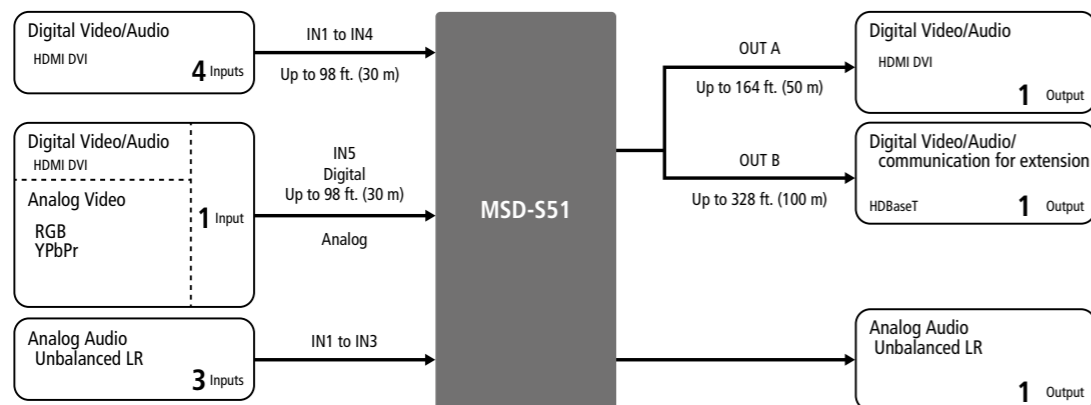 Digital Video/Audio
HDMI DVI
4 Inputs
IN1 to IN4
Up to 98 ft. (30 m)
Digital Video/Audio
HDMI DVI
Analog Video
RGB
YPbPr
1 Input
IN5
Digital
Up to 98 ft. (30 m)
Analog
Analog Audio
Unbalanced LR
3 Inputs
IN1 to IN3
MSD-S51
OUT A
Up to 164 ft. (50 m)
Digital Video/Audio
HDMI DVI
1 Output
OUT B
Up to 328 ft. (100 m)
Digital Video/Audio/
communication for extension
HDBaseT
1 Output
Analog Audio
Unbalanced LR
1 Output